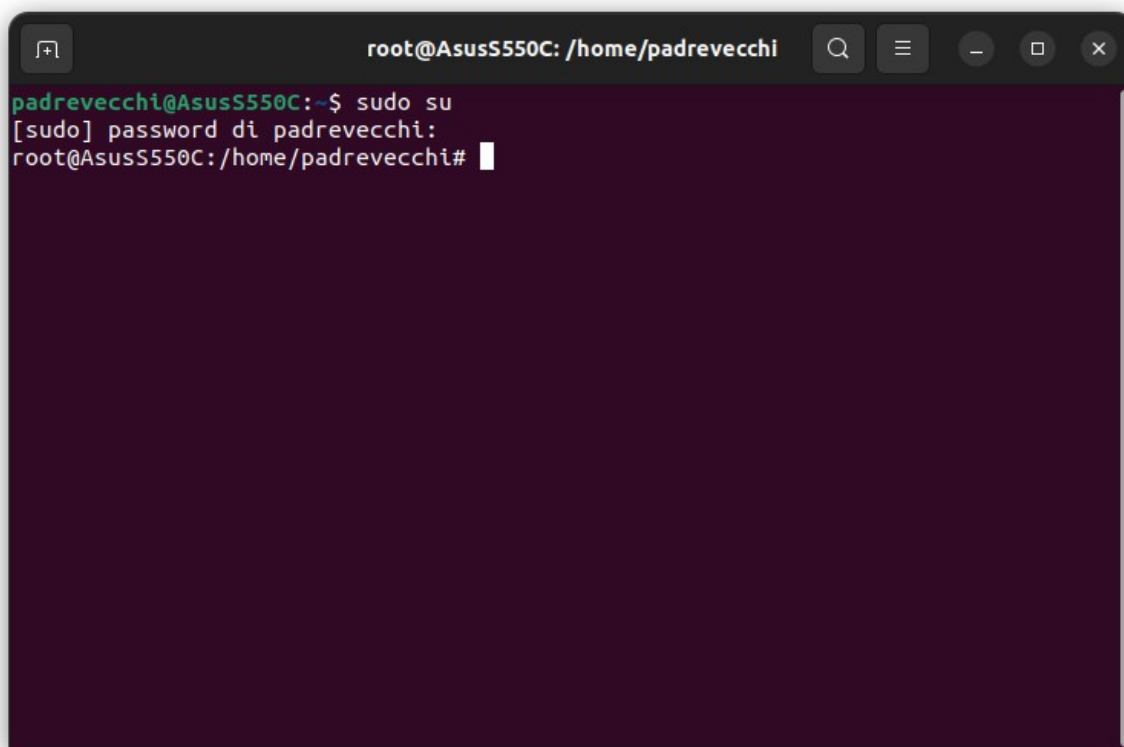 root@AsusS550C: /home/padrevecchi
padrevecchi@AsusS550C:~$ sudo su
[sudo] password di padrevecchi:
root@AsusS550C:/home/padrevecchi#